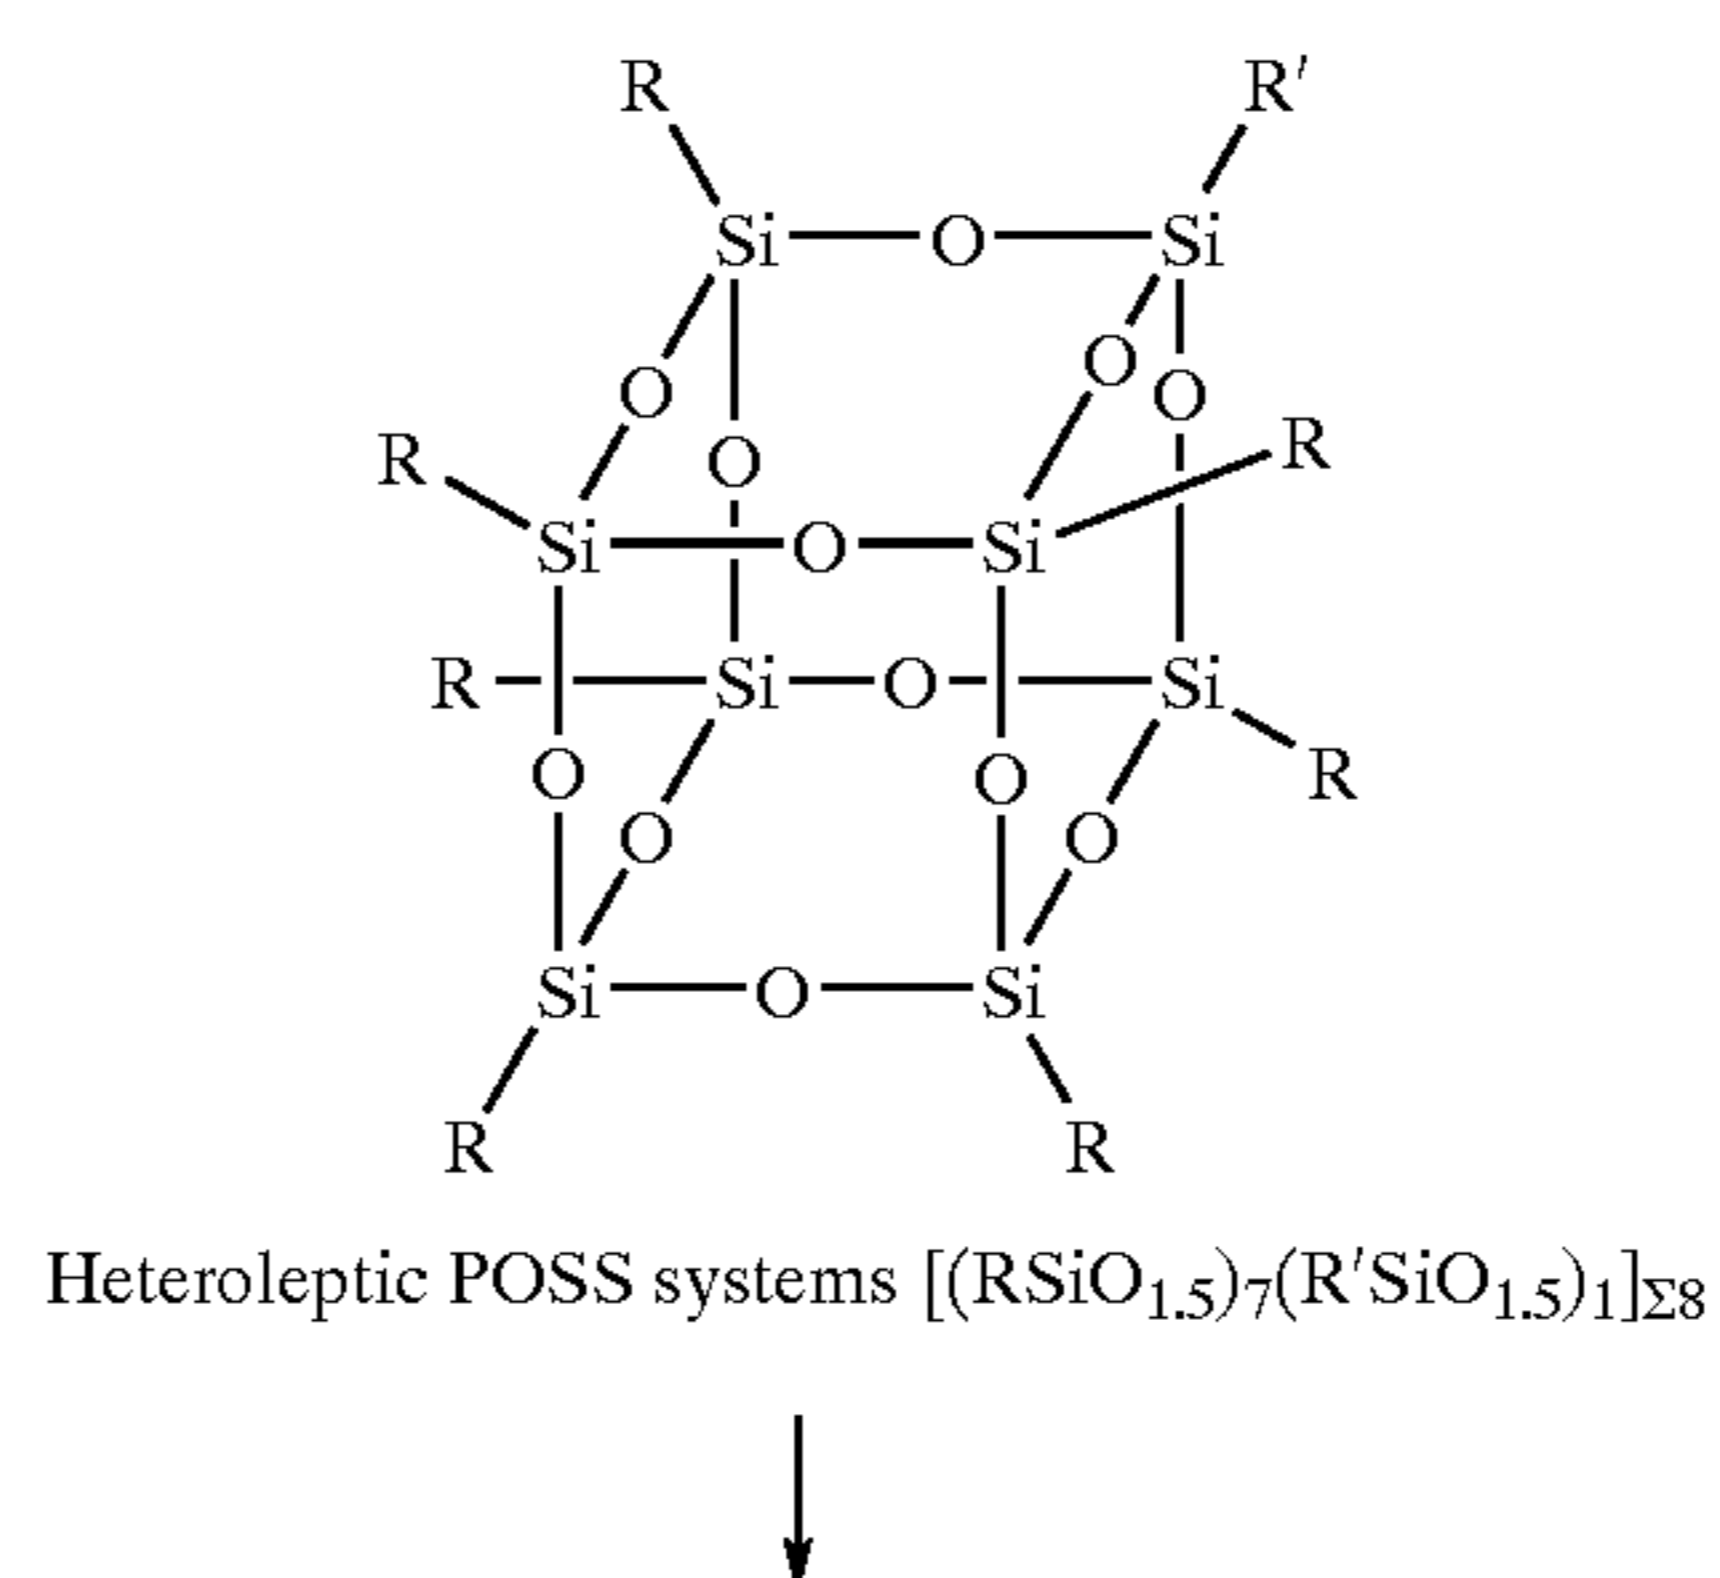 R R′
Si O Si
O O
O
R R
O
Si O Si
R Si O Si
O O R
O O
Si O Si
R R
Heteroleptic POSS systems [(RSiO1.5)7(R′SiO1.5)1]Σ8